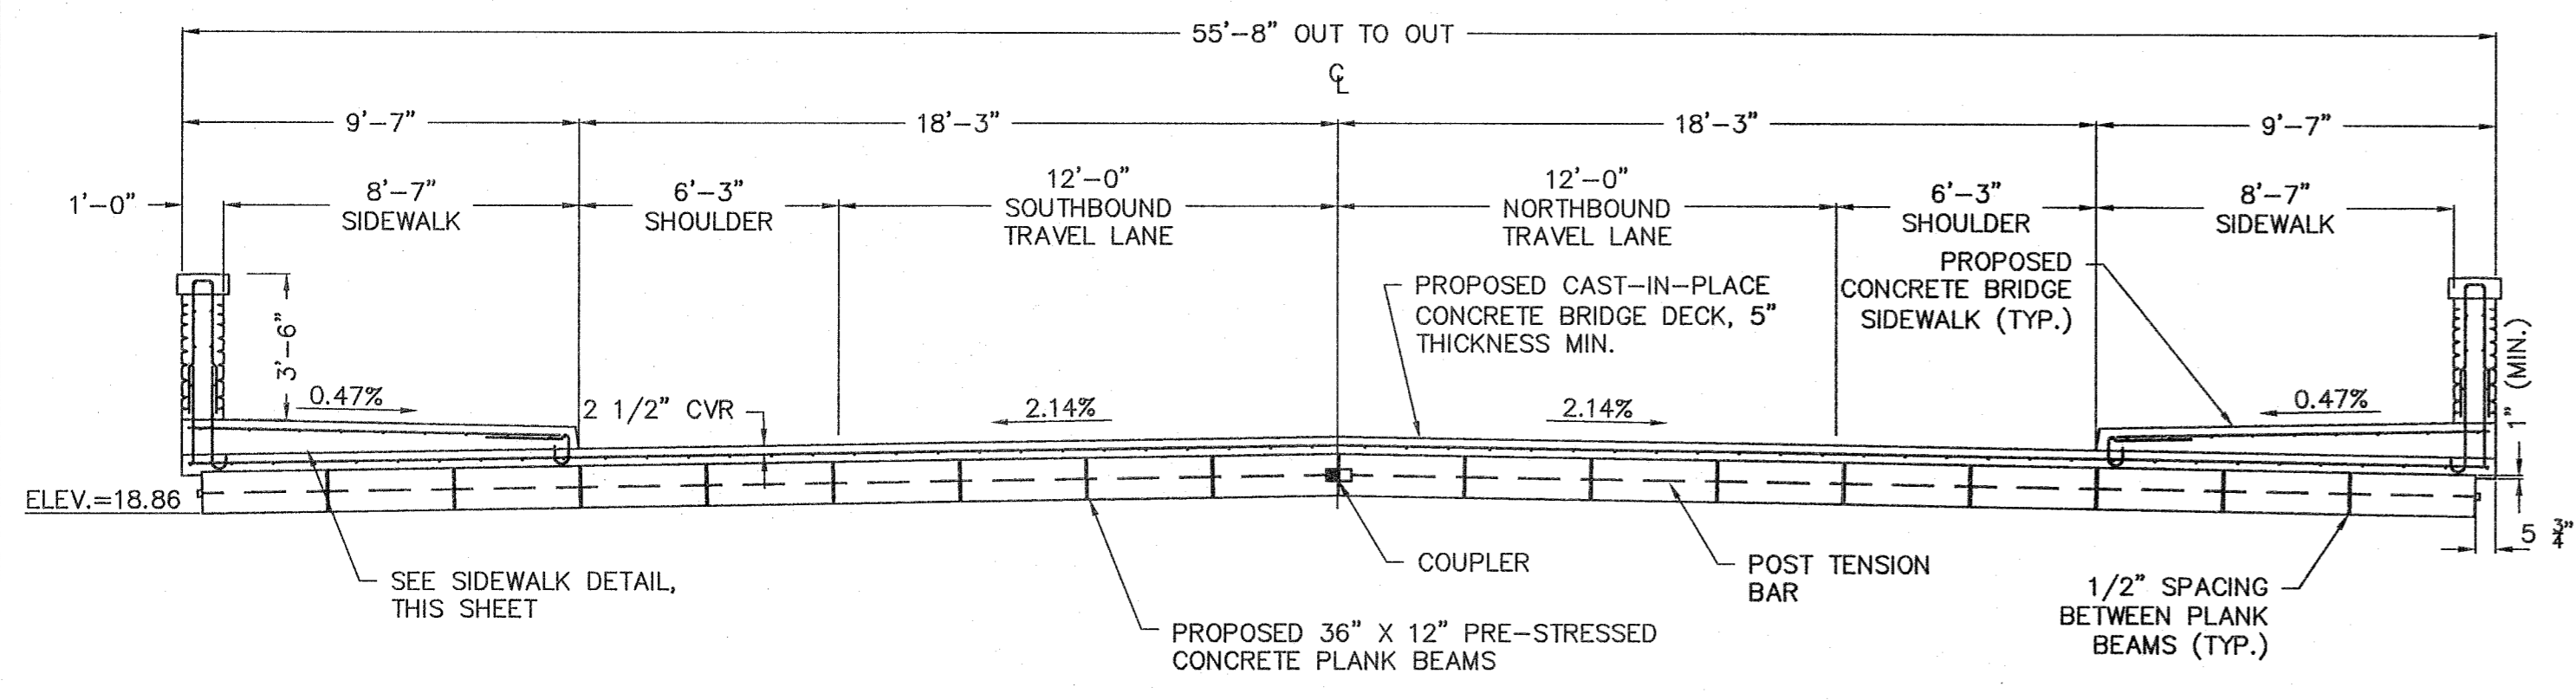 55'-8" OUT TO OUT
℄
9'-7"
18'-3"
18'-3"
9'-7"
1'-0"
8'-7"
SIDEWALK
6'-3"
SHOULDER
12'-0"
SOUTHBOUND
TRAVEL LANE
12'-0"
NORTHBOUND
TRAVEL LANE
6'-3"
SHOULDER
8'-7"
SIDEWALK
PROPOSED
CONCRETE BRIDGE
SIDEWALK (TYP.)
PROPOSED CAST-IN-PLACE
CONCRETE BRIDGE DECK, 5"
THICKNESS MIN.
3'-6"
0.47%
2 1/2" CVR
2.14%
2.14%
0.47%
1" (MIN.)
ELEV.=18.86
5 3/4"
COUPLER
POST TENSION
BAR
SEE SIDEWALK DETAIL,
THIS SHEET
1/2" SPACING
BETWEEN PLANK
BEAMS (TYP.)
PROPOSED 36" X 12" PRE-STRESSED
CONCRETE PLANK BEAMS